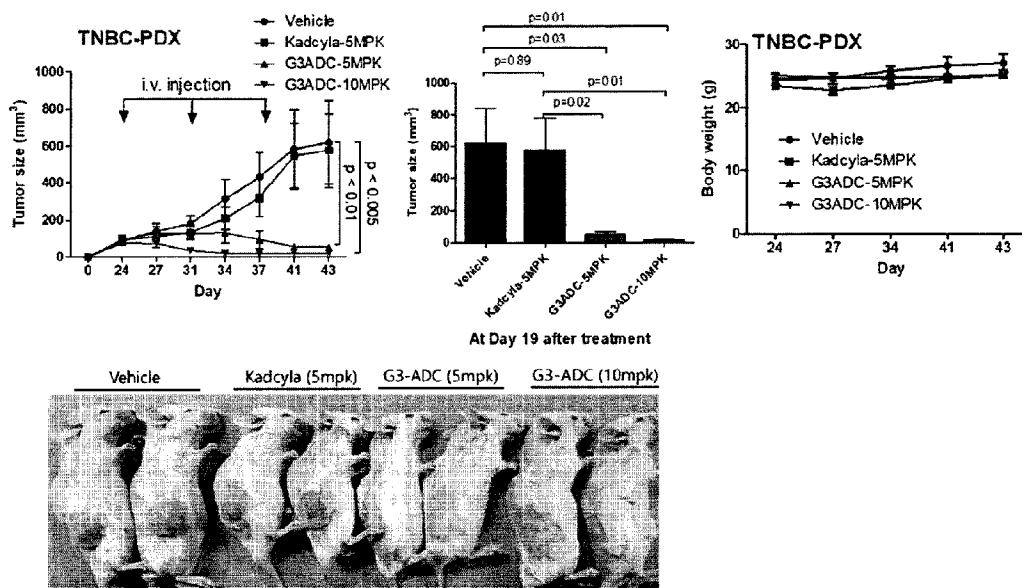 TNBC-PDX
Vehicle
Kadcyla-5MPK
G3ADC-5MPK
G3ADC-10MPK
i.v. injection
Tumor size (mm³)
1000
800
600
400
200
0
0 24 27 31 34 37 41 43
Day
p < 0.01
p < 0.005
p=0.01
p=0.03
p=0.89
p=0.01
p=0.02
Tumor size (mm³)
1000
800
600
400
200
0
Vehicle
Kadcyla-5MPK
G3ADC-5MPK
G3ADC-10MPK
At Day 19 after treatment
TNBC-PDX
Body weight (g)
30
20
10
0
Vehicle
Kadcyla-5MPK
G3ADC-5MPK
G3ADC-10MPK
24 27 34 41 43
Day
Vehicle Kadcyla (5mpk) G3-ADC (5mpk) G3-ADC (10mpk)